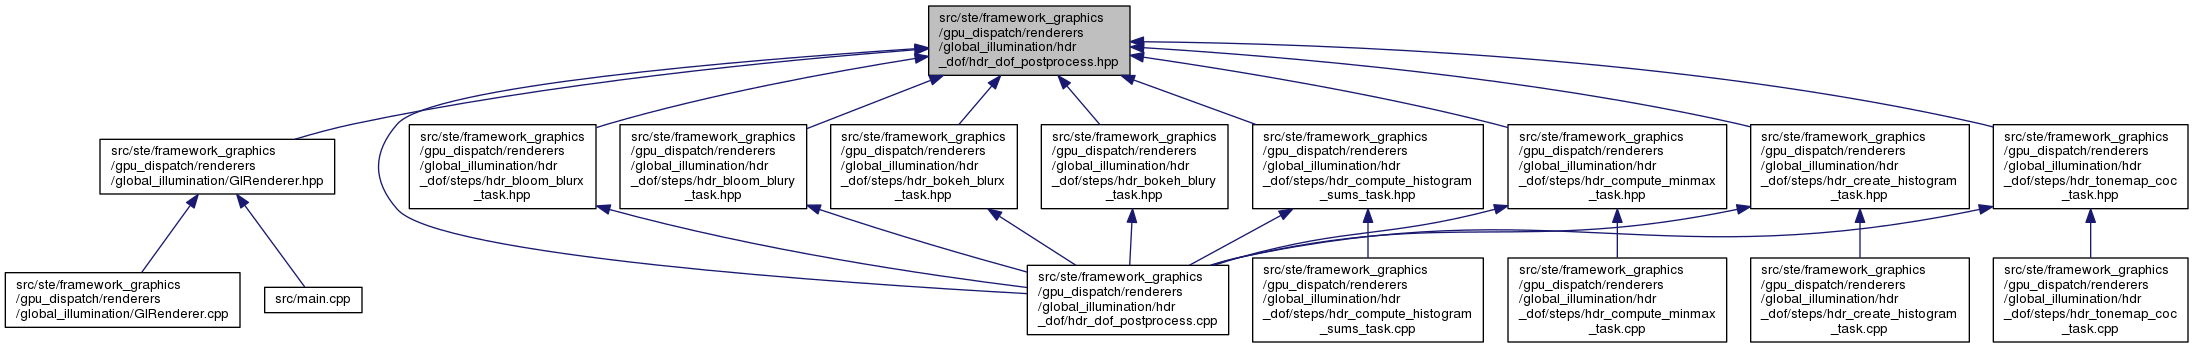 src/ste/framework_graphics
/gpu_dispatch/renderers
/global_illumination/hdr
_dof/hdr_dof_postprocess.hpp
src/ste/framework_graphics
/gpu_dispatch/renderers
/global_illumination/GIRenderer.hpp
src/ste/framework_graphics
/gpu_dispatch/renderers
/global_illumination/hdr
_dof/steps/hdr_bloom_blurx
_task.hpp
src/ste/framework_graphics
/gpu_dispatch/renderers
/global_illumination/hdr
_dof/steps/hdr_bloom_blury
_task.hpp
src/ste/framework_graphics
/gpu_dispatch/renderers
/global_illumination/hdr
_dof/steps/hdr_bokeh_blurx
_task.hpp
src/ste/framework_graphics
/gpu_dispatch/renderers
/global_illumination/hdr
_dof/steps/hdr_bokeh_blury
_task.hpp
src/ste/framework_graphics
/gpu_dispatch/renderers
/global_illumination/hdr
_dof/steps/hdr_compute_histogram
_sums_task.hpp
src/ste/framework_graphics
/gpu_dispatch/renderers
/global_illumination/hdr
_dof/steps/hdr_compute_minmax
_task.hpp
src/ste/framework_graphics
/gpu_dispatch/renderers
/global_illumination/hdr
_dof/steps/hdr_create_histogram
_task.hpp
src/ste/framework_graphics
/gpu_dispatch/renderers
/global_illumination/hdr
_dof/steps/hdr_tonemap_coc
_task.hpp
src/ste/framework_graphics
/gpu_dispatch/renderers
/global_illumination/GIRenderer.cpp
src/main.cpp
src/ste/framework_graphics
/gpu_dispatch/renderers
/global_illumination/hdr
_dof/hdr_dof_postprocess.cpp
src/ste/framework_graphics
/gpu_dispatch/renderers
/global_illumination/hdr
_dof/steps/hdr_compute_histogram
_sums_task.cpp
src/ste/framework_graphics
/gpu_dispatch/renderers
/global_illumination/hdr
_dof/steps/hdr_compute_minmax
_task.cpp
src/ste/framework_graphics
/gpu_dispatch/renderers
/global_illumination/hdr
_dof/steps/hdr_create_histogram
_task.cpp
src/ste/framework_graphics
/gpu_dispatch/renderers
/global_illumination/hdr
_dof/steps/hdr_tonemap_coc
_task.cpp